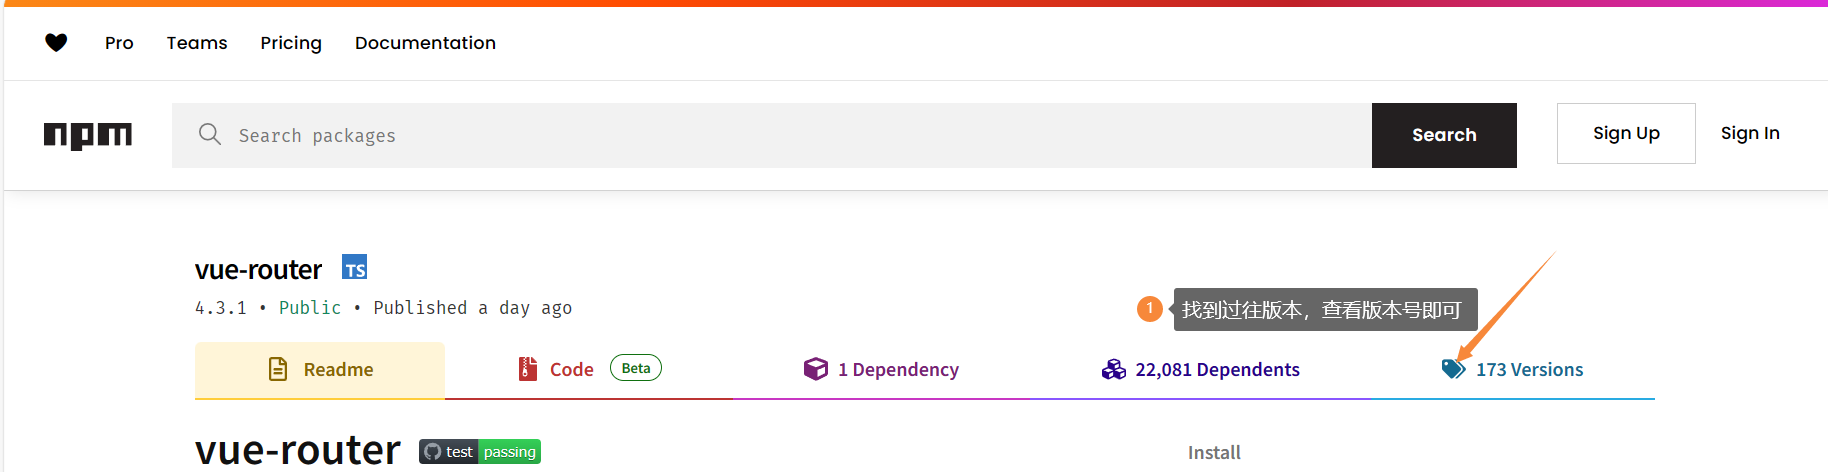 Pro Teams Pricing Documentation
npm Search packages Search Sign Up Sign In
vue-router TS
4.3.1 • Public • Published a day ago
1 找到过往版本，查看版本号即可
Readme Code Beta 1 Dependency 22,081 Dependents 173 Versions
vue-router test passing Install